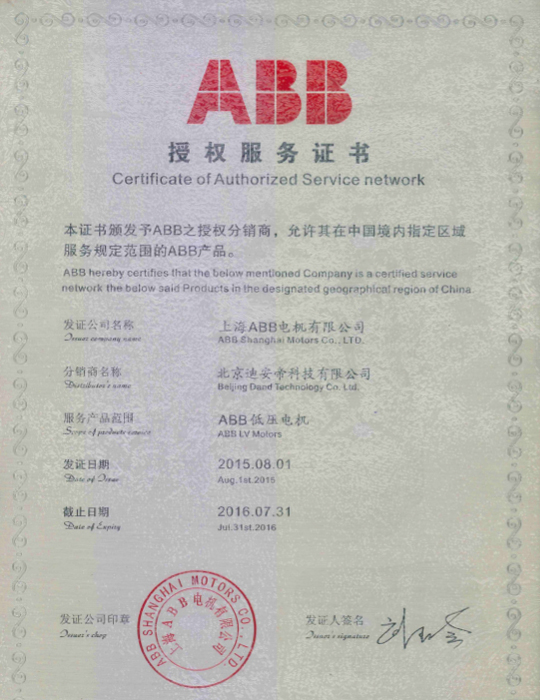 ABB
授权服务证书
Certificate of Authorized Service network
本证书颁发予ABB之授权分销商，允许其在中国境内指定区域
服务规定范围的ABB产品。
ABB hereby certifies that the below mentioned Company is a certified service
network the below said Products in the designated geographical region of China.
发证公司名称 上海ABB电机有限公司
Issuer company name ABB Shanghai Motors Co., LTD.
分销商名称 北京迪安帝科技有限公司
Distributor's name Beijing Dand Technology Co. Ltd.
服务产品范围 ABB 低压电机
Scope of products ABB LV Motors
发证日期 2015.08.01
Date of Issue Aug.1st.2015
截止日期 2016.07.31
Date of Expiry Jul.31st.2016
ABB SHANGHAI MOTORS CO., LTD.
上海ABB电机有限公司
发证公司印章 发证人签名
Issuer's chop Issuer's signature